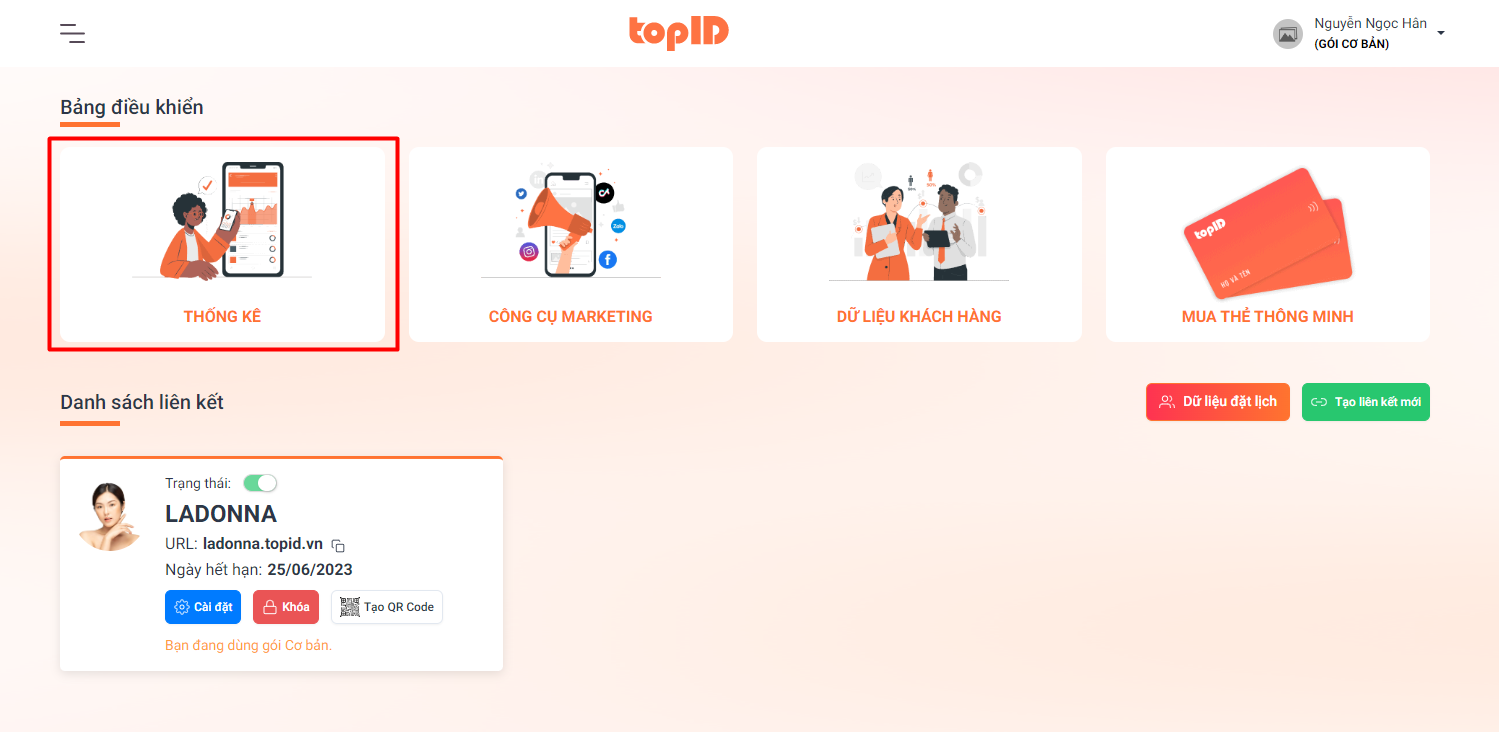 topID
Nguyễn Ngọc Hân
(GÓI CƠ BẢN)
Bảng điều khiển
THỐNG KÊ
CÔNG CỤ MARKETING
DỮ LIỆU KHÁCH HÀNG
MUA THẺ THÔNG MINH
Zalo
topID
HỌ VÀ TÊN
Danh sách liên kết
Dữ liệu đặt lịch
Tạo liên kết mới
Trạng thái:
LADONNA
URL: ladonna.topid.vn
Ngày hết hạn: 25/06/2023
Cài đặt
Khóa
Tạo QR Code
Bạn đang dùng gói Cơ bản.